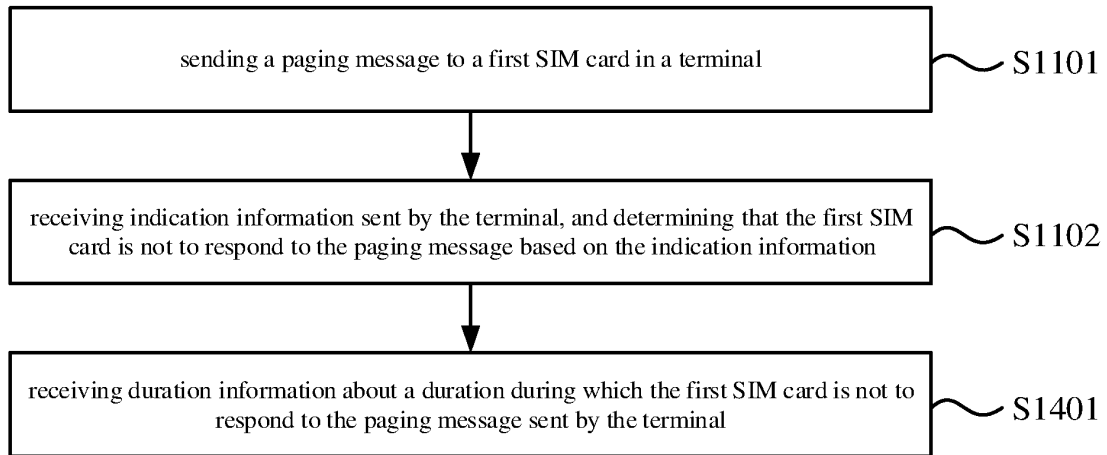 sending a paging message to a first SIM card in a terminal
S1101
receiving indication information sent by the terminal, and determining that the first SIM
card is not to respond to the paging message based on the indication information
S1102
receiving duration information about a duration during which the first SIM card is not to
respond to the paging message sent by the terminal
S1401